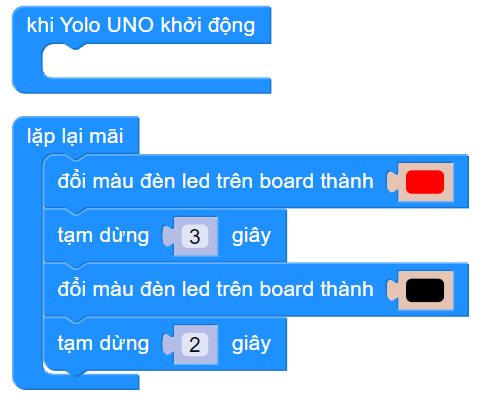 khi Yolo UNO khởi động
lặp lại mãi
đổi màu đèn led trên board thành
tạm dừng 3 giây
đổi màu đèn led trên board thành
tạm dừng 2 giây